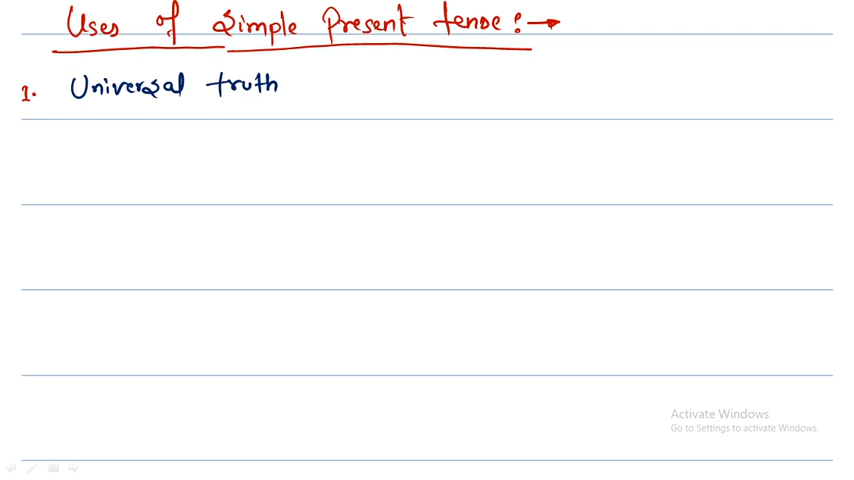 Uses of Simple Present tense :→
1. Universal truth
Activate Windows
Go to Settings to activate Windows.